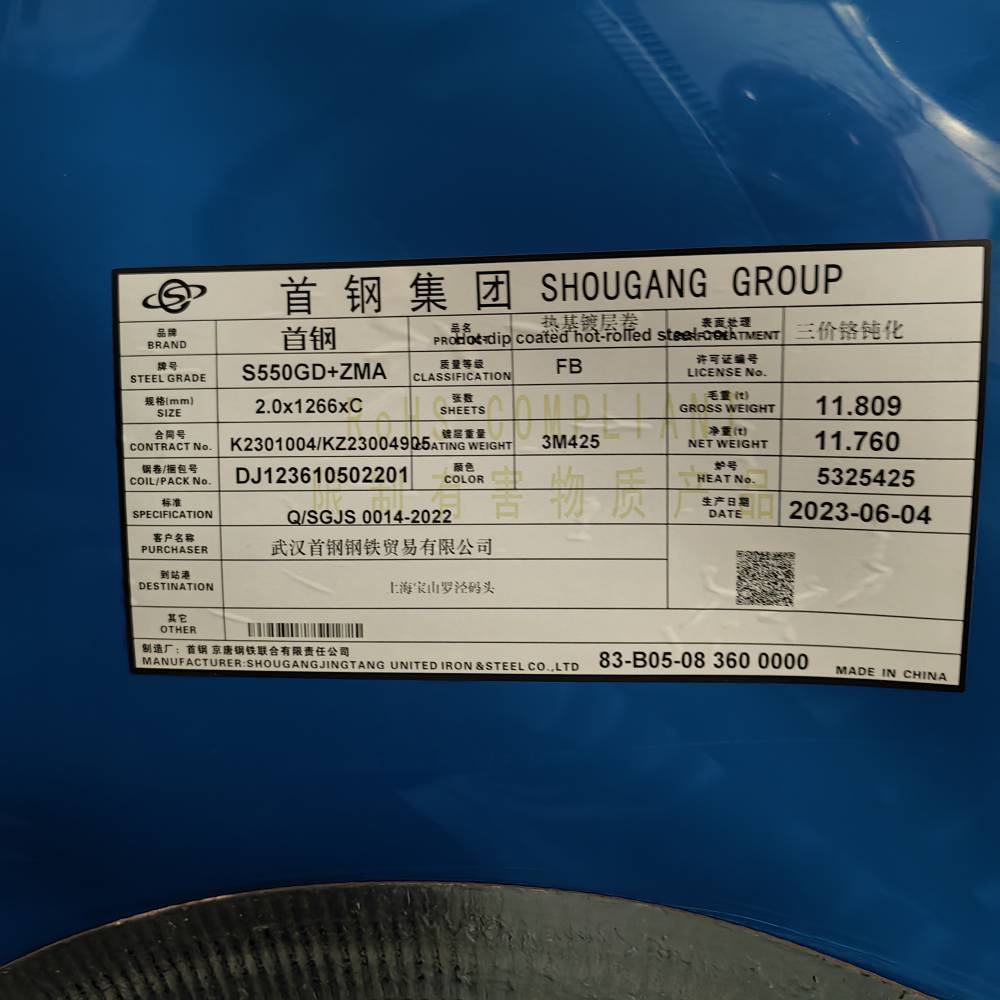 首钢集团 SHOUGANG GROUP
品牌 BRAND 首钢 品名 PRODUCT 热基镀层卷 Hot-dip coated hot-rolled steel coil 表面处理 SURF.TREATMENT 三价铬钝化
牌号 STEEL GRADE S550GD+ZMA 质量等级 CLASSIFICATION FB 许可证编号 LICENSE No.
规格(mm) SIZE 2.0x1266xC 张数 SHEETS 毛重(t) GROSS WEIGHT 11.809
合同号 CONTRACT No. K2301004/KZ23004905 镀层重量 COATING WEIGHT 3M425 净重(t) NET WEIGHT 11.760
钢卷/捆包号 COIL/PACK No. DJ123610502201 颜色 COLOR 炉号 HEAT No. 5325425
标准 SPECIFICATION Q/SGJS 0014-2022 生产日期 DATE 2023-06-04
RoHS COMPLIANT
限制有害物质产品
客户名称 PURCHASER 武汉首钢钢铁贸易有限公司
到站港 DESTINATION 上海宝山罗泾码头
其它 OTHER
制造厂：首钢京唐钢铁联合有限责任公司
MANUFACTURER:SHOUGANGJINGTANG UNITED IRON &STEEL CO.,LTD 83-B05-08 360 0000 MADE IN CHINA